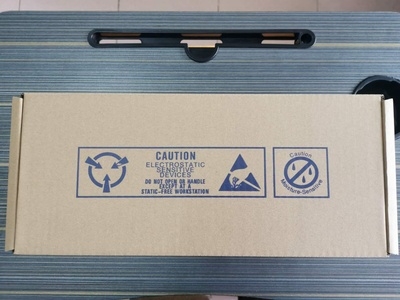 CAUTION
ELECTROSTATIC
SENSITIVE
DEVICES
DO NOT OPEN OR HANDLE
EXCEPT AT A
STATIC-FREE WORKSTATION
Caution
Moisture-Sensitive